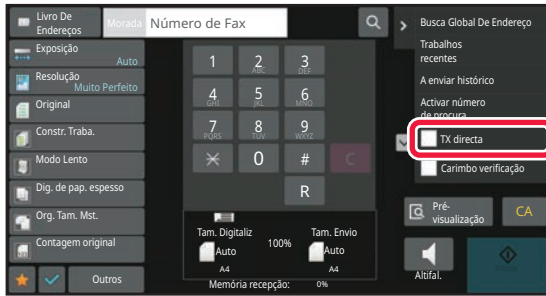 Livro De
Endereços
Morada
Número de Fax
Exposição
Auto
Resolução
Muito Perfeito
Original
Constr. Traba.
Modo Lento
Dig. de pap. espesso
Org. Tam. Mst.
Contagem original
Outros
1
2
ABC
3
DEF
4
GHI
5
JKL
6
MNO
7
PQRS
8
TUV
9
WXYZ
0
#
C
R
Tam. Digitaliz
Auto
A4
100%
Tam. Envio
Auto
A4
Memória recepção: 0%
Busca Global De Endereço
Trabalhos
recentes
A enviar histórico
Activar número
de procura
TX directa
Carimbo verificação
Pré-
visualização
CA
Altifal.